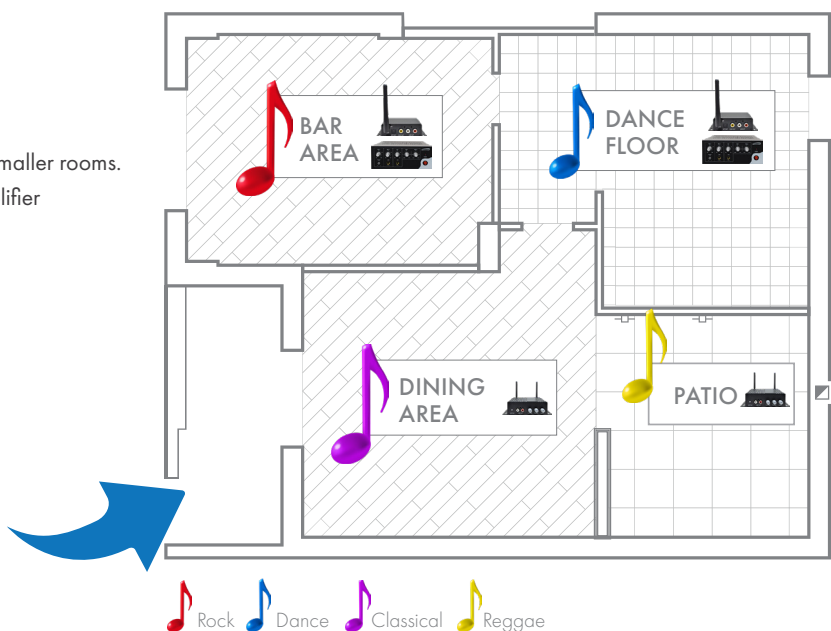 BAR
AREA
DANCE
FLOOR
maller rooms.
lifier
DINING
AREA
PATIO
Rock Dance Classical Reggae